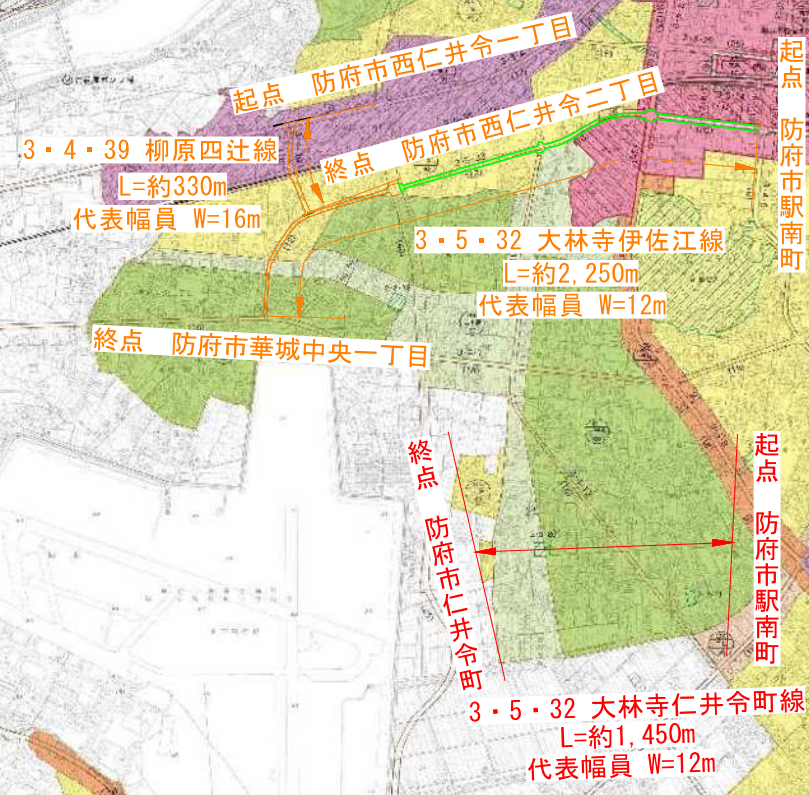 起点　防府市西仁井令一丁目
3・4・39 柳原四辻線
L=約330m
代表幅員 W=16m
終点　防府市西仁井令二丁目
起点　防府市駅南町
3・5・32 大林寺伊佐江線
L=約2,250m
代表幅員 W=12m
終点　防府市華城中央一丁目
終点　防府市仁井令町
起点　防府市駅南町
3・5・32 大林寺仁井令町線
L=約1,450m
代表幅員 W=12m